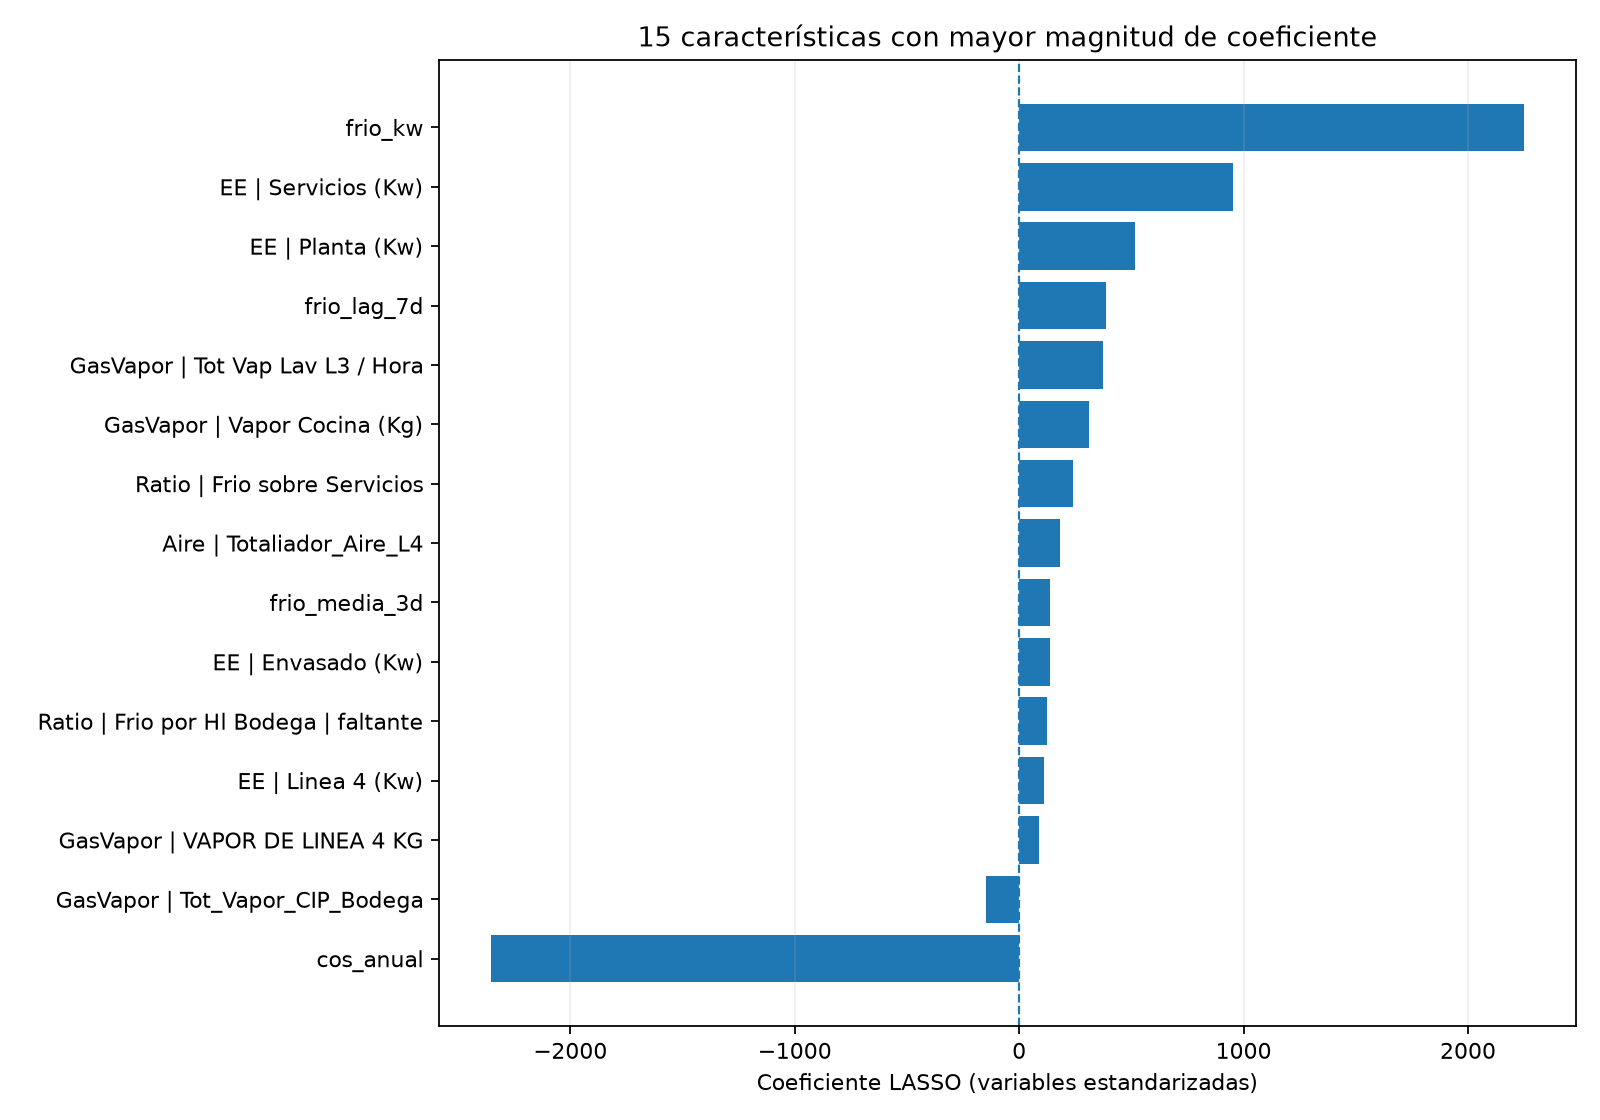 15 características con mayor magnitud de coeficiente
frio_kw
EE | Servicios (Kw)
EE | Planta (Kw)
frio_lag_7d
GasVapor | Tot Vap Lav L3 / Hora
GasVapor | Vapor Cocina (Kg)
Ratio | Frio sobre Servicios
Aire | Totaliador_Aire_L4
frio_media_3d
EE | Envasado (Kw)
Ratio | Frio por Hl Bodega | faltante
EE | Linea 4 (Kw)
GasVapor | VAPOR DE LINEA 4 KG
GasVapor | Tot_Vapor_CIP_Bodega
cos_anual
−2000 −1000 0 1000 2000
Coeficiente LASSO (variables estandarizadas)